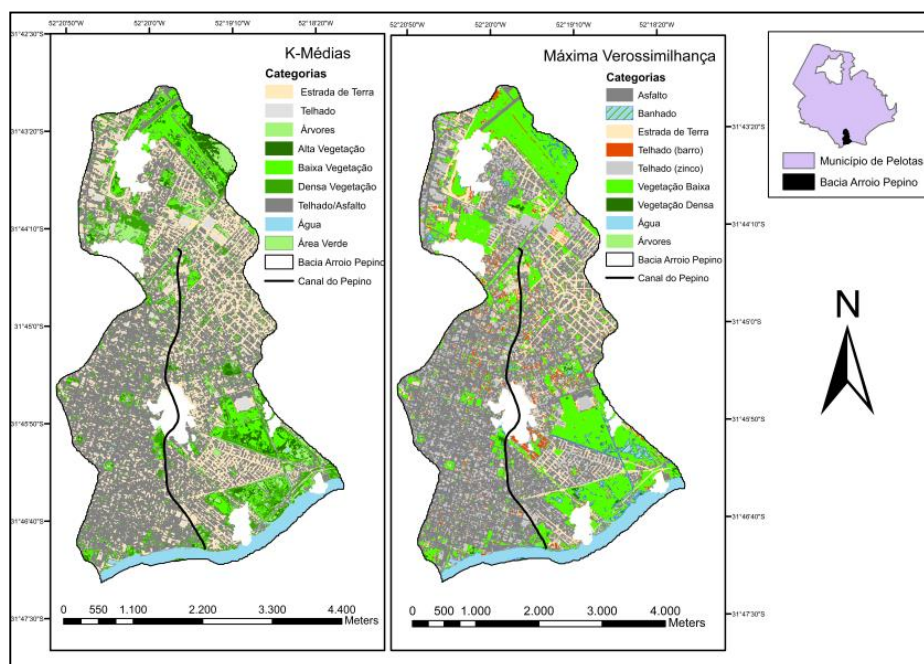 52°20'50"S 52°20'0"S 52°19'10"S 52°18'20"S
52°20'50"S 52°20'0"S 52°19'10"S 52°18'20"S
31°42'30"S
31°43'20"S
31°44'10"S
31°45'0"S
31°45'50"S
31°46'40"S
31°47'30"S
K-Médias
Categorias
Estrada de Terra
Telhado
Árvores
Alta Vegetação
Baixa Vegetação
Densa Vegetação
Telhado/Asfalto
Água
Área Verde
Bacia Arroio Pepino
Canal do Pepino
0 550 1.100 2.200 3.300 4.400
Meters
Máxima Verossimilhança
Categorias
Asfalto
Banhado
Estrada de Terra
Telhado (barro)
Telhado (zinco)
Vegetação Baixa
Vegetação Densa
Água
Árvores
Bacia Arroio Pepino
Canal do Pepino
0 500 1.000 2.000 3.000 4.000
Meters
31°43'20"S
31°44'10"S
31°45'0"S
31°45'50"S
31°46'40"S
31°47'30"S
Município de Pelotas
Bacia Arroio Pepino
N